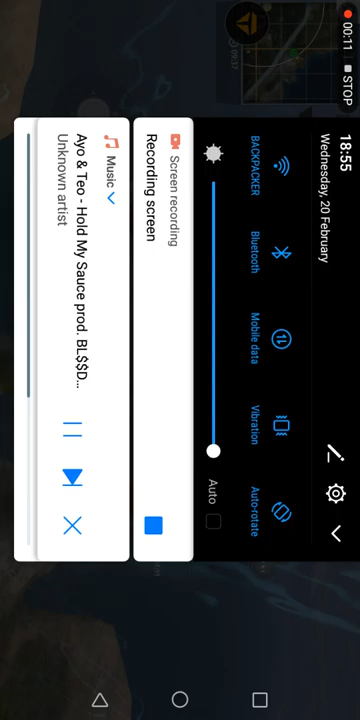 00:11 STOP
18:55
Wednesday, 20 February
BACKPACKER
Bluetooth
Mobile data
Vibration
Auto-rotate
Auto
Screen recording
Recording screen
Music
Ayo & Teo - Hold My Sauce prod. BL$$D...
Unknown artist